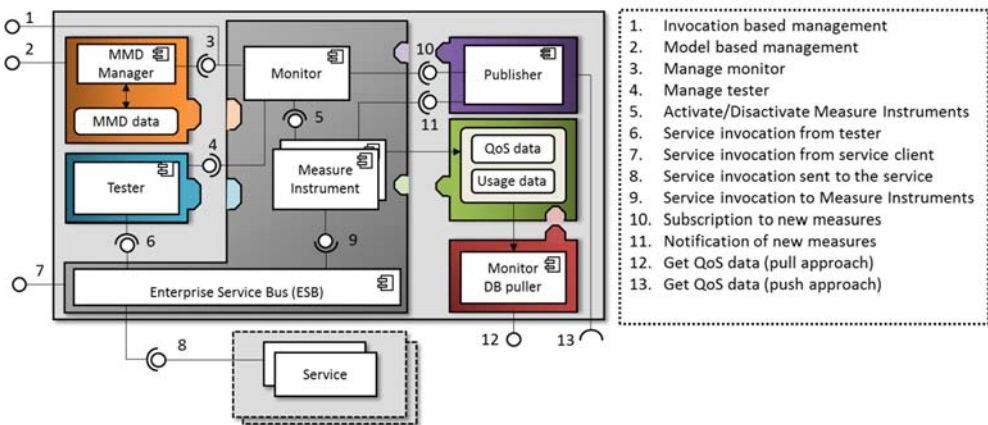 1
2
MMD
Manager
MMD data
3
Monitor
10
Publisher
5
11
4
Tester
Measure
Instrument
QoS data
Usage data
6
9
7
Enterprise Service Bus (ESB)
Monitor
DB puller
8
Service
12
13
1. Invocation based management
2. Model based management
3. Manage monitor
4. Manage tester
5. Activate/Disactivate Measure Instruments
6. Service invocation from tester
7. Service invocation from service client
8. Service invocation sent to the service
9. Service invocation to Measure Instruments
10. Subscription to new measures
11. Notification of new measures
12. Get QoS data (pull approach)
13. Get QoS data (push approach)